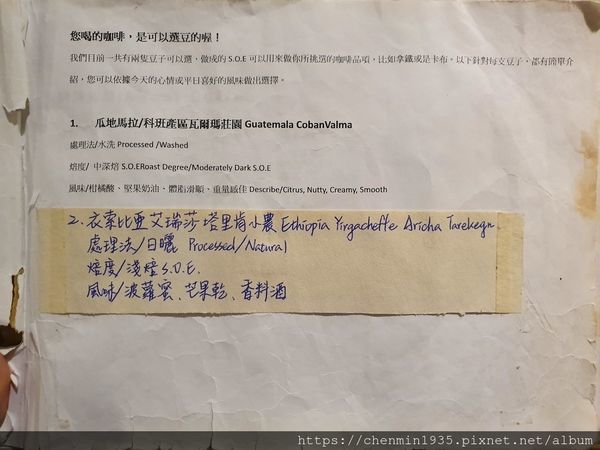 您喝的咖啡，是可以選豆的喔！
我們目前一共有兩隻豆子可以選，做成的 S.O.E 可以用來做你所挑選的咖啡品項，比如拿鐵或是卡布。以下針對每支豆子，都有簡單介
紹，您可以依據今天的心情或平日喜好的風味做出選擇。
1. 瓜地馬拉/科班產區瓦爾瑪莊園 Guatemala CobanValma
處理法/水洗 Processed /Washed
焙度/ 中深焙 S.O.ERoast Degree/Moderately Dark S.O.E
風味/柑橘酸、堅果奶油、體脂滑順、重量感佳 Describe/Citrus, Nutty, Creamy, Smooth
2. 衣索比亞 艾瑞莎 塔里肯小農 Ethiopia Yirgacheffe Aricha Tarekegn
處理法/日曬 Processed/Natural
焙度/淺焙 S.O.E.
風味/波蘿蜜、芒果乾、香料酒
https://chenmin1935.pixnet.net/album